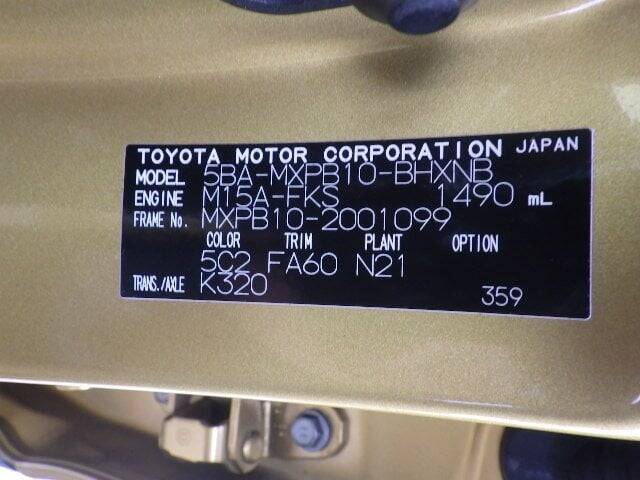 TOYOTA MOTOR CORPORATION JAPAN
MODEL 5BA-MXPB10-BHXNB
ENGINE M15A-FKS 1490 mL
FRAME No. MXPB10-2001099
COLOR TRIM PLANT OPTION
5C2 FA60 N21
TRANS./AXLE K320
359